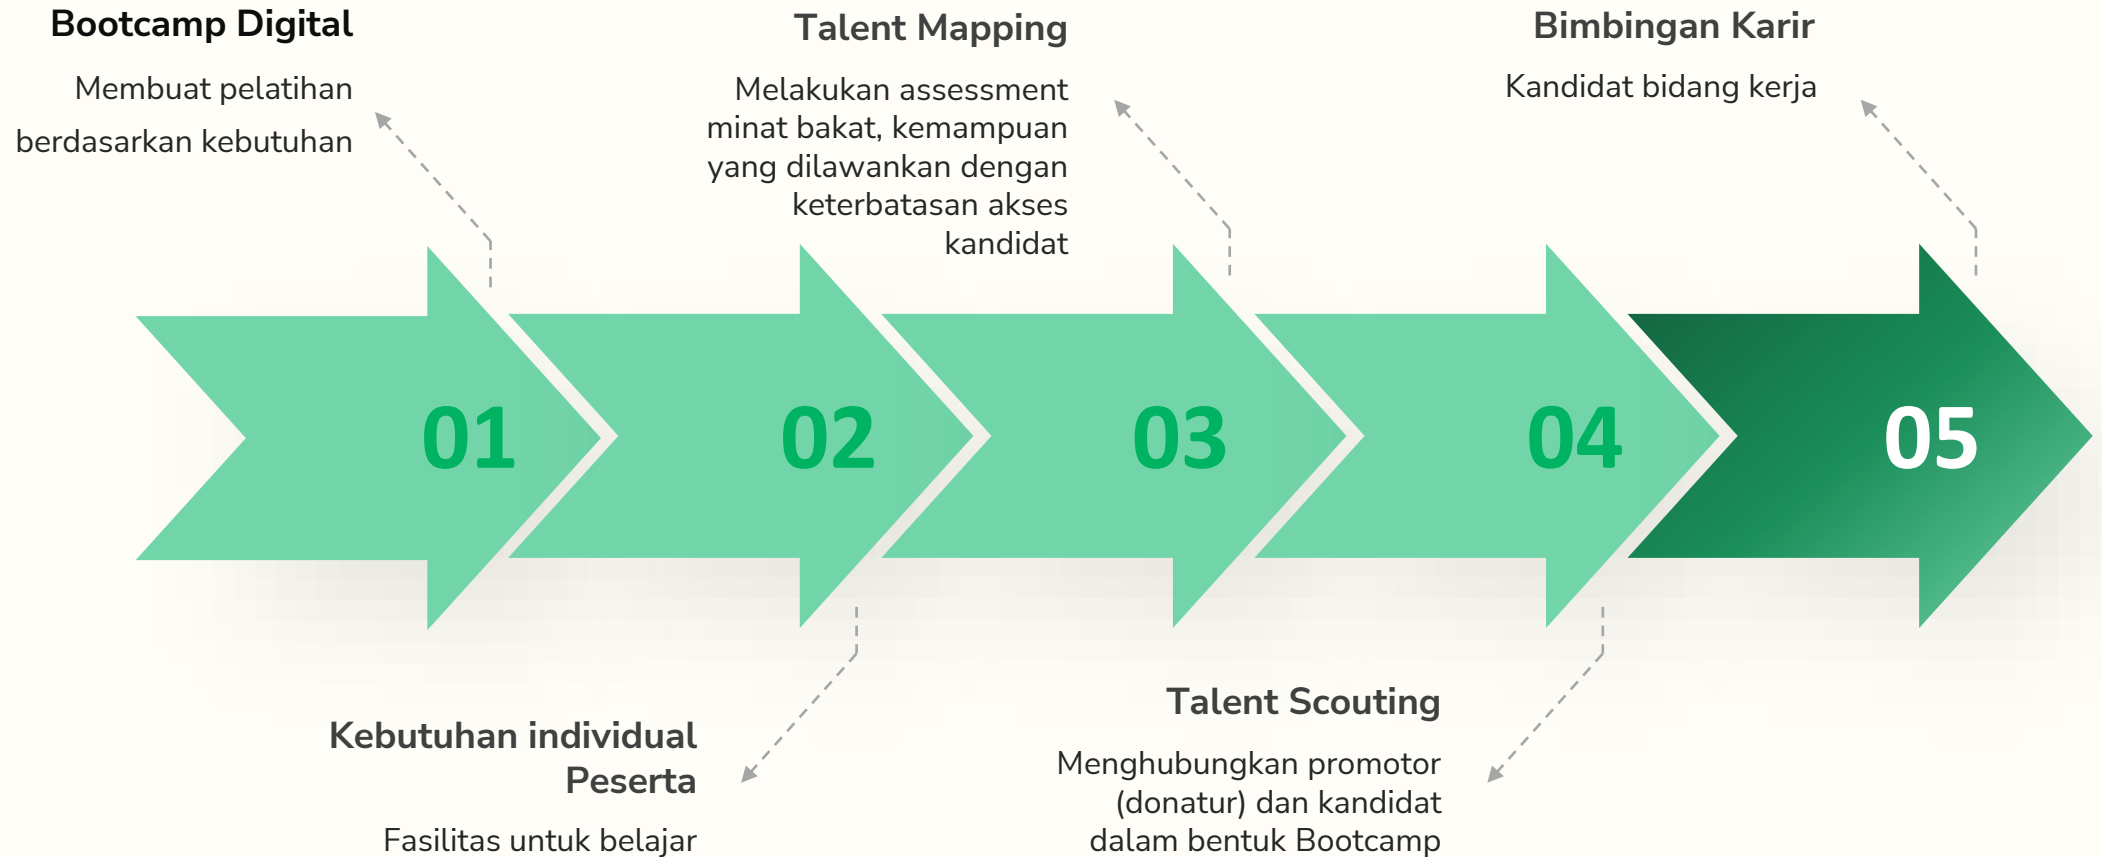 Bootcamp Digital
Membuat pelatihan
berdasarkan kebutuhan
Talent Mapping
Melakukan assessment
minat bakat, kemampuan
yang dilawankan dengan
keterbatasan akses
kandidat
Bimbingan Karir
Kandidat bidang kerja
01
02
03
04
05
Kebutuhan individual
Peserta
Fasilitas untuk belajar
Talent Scouting
Menghubungkan promotor
(donatur) dan kandidat
dalam bentuk Bootcamp